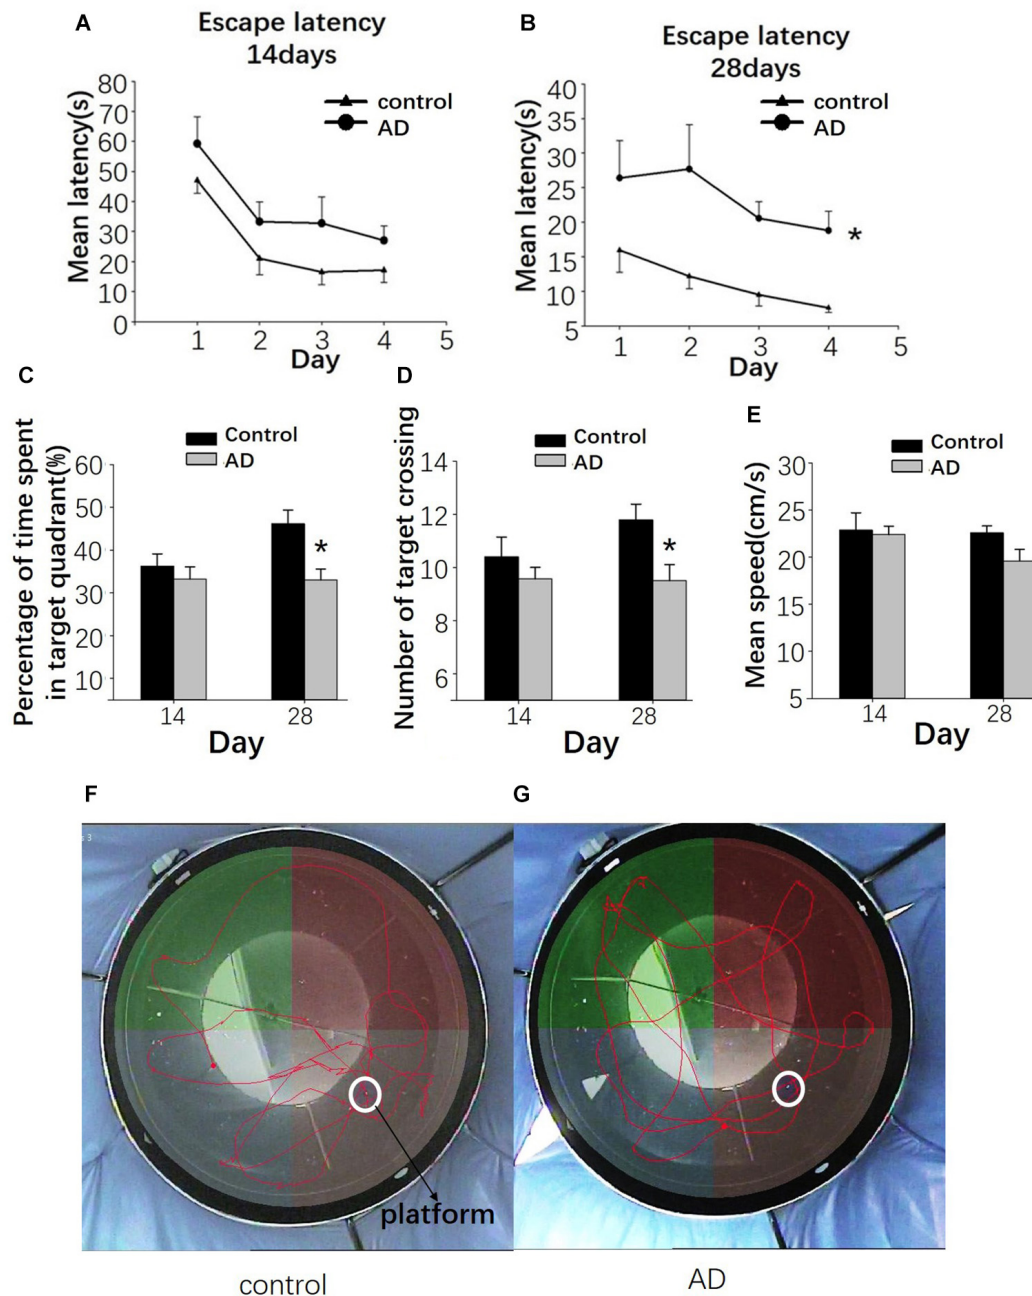 A
Escape latency
14days
Mean latency(s)
80
70
60
50
40
30
20
10
0
control
AD
1 2 3 4 5
Day
B
Escape latency
28days
Mean latency(s)
40
35
30
25
20
15
10
5
control
AD
*
1 2 3 4 5
Day
C
Percentage of time spent
in target quadrant(%)
Control
AD
60
50
40
30
20
10
*
14 28
Day
D
Number of target crossing
Control
AD
14
12
10
8
6
*
14 28
Day
E
Mean speed(cm/s)
Control
AD
30
25
20
15
10
5
14 28
Day
F
3
platform
control
G
AD